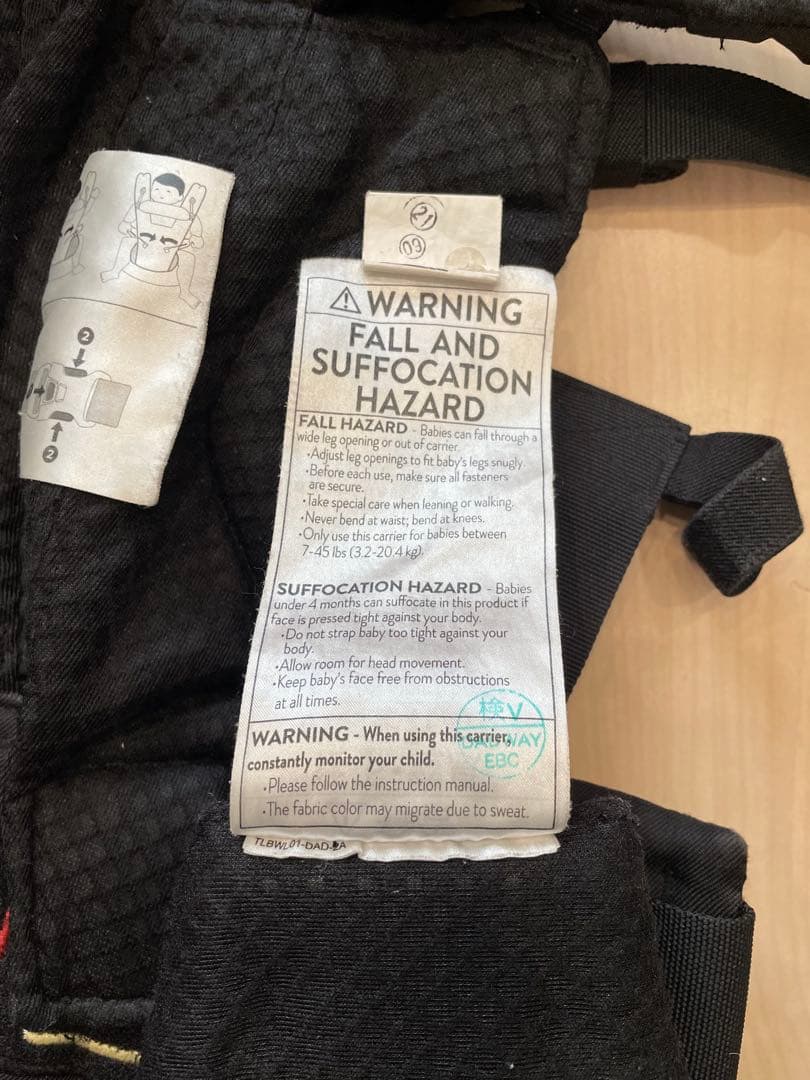 2
2
21
09
WARNING
FALL AND
SUFFOCATION
HAZARD
FALL HAZARD - Babies can fall through a
wide leg opening or out of carrier.
•Adjust leg openings to fit baby's legs snugly.
•Before each use, make sure all fasteners
are secure.
•Take special care when leaning or walking.
•Never bend at waist; bend at knees.
•Only use this carrier for babies between
7-45 lbs (3.2-20.4 kg).
SUFFOCATION HAZARD - Babies
under 4 months can suffocate in this product if
face is pressed tight against your body.
•Do not strap baby too tight against your
body.
•Allow room for head movement.
•Keep baby's face free from obstructions
at all times.
検V
DADWAY
EBC
WARNING - When using this carrier,
constantly monitor your child.
•Please follow the instruction manual.
•The fabric color may migrate due to sweat.